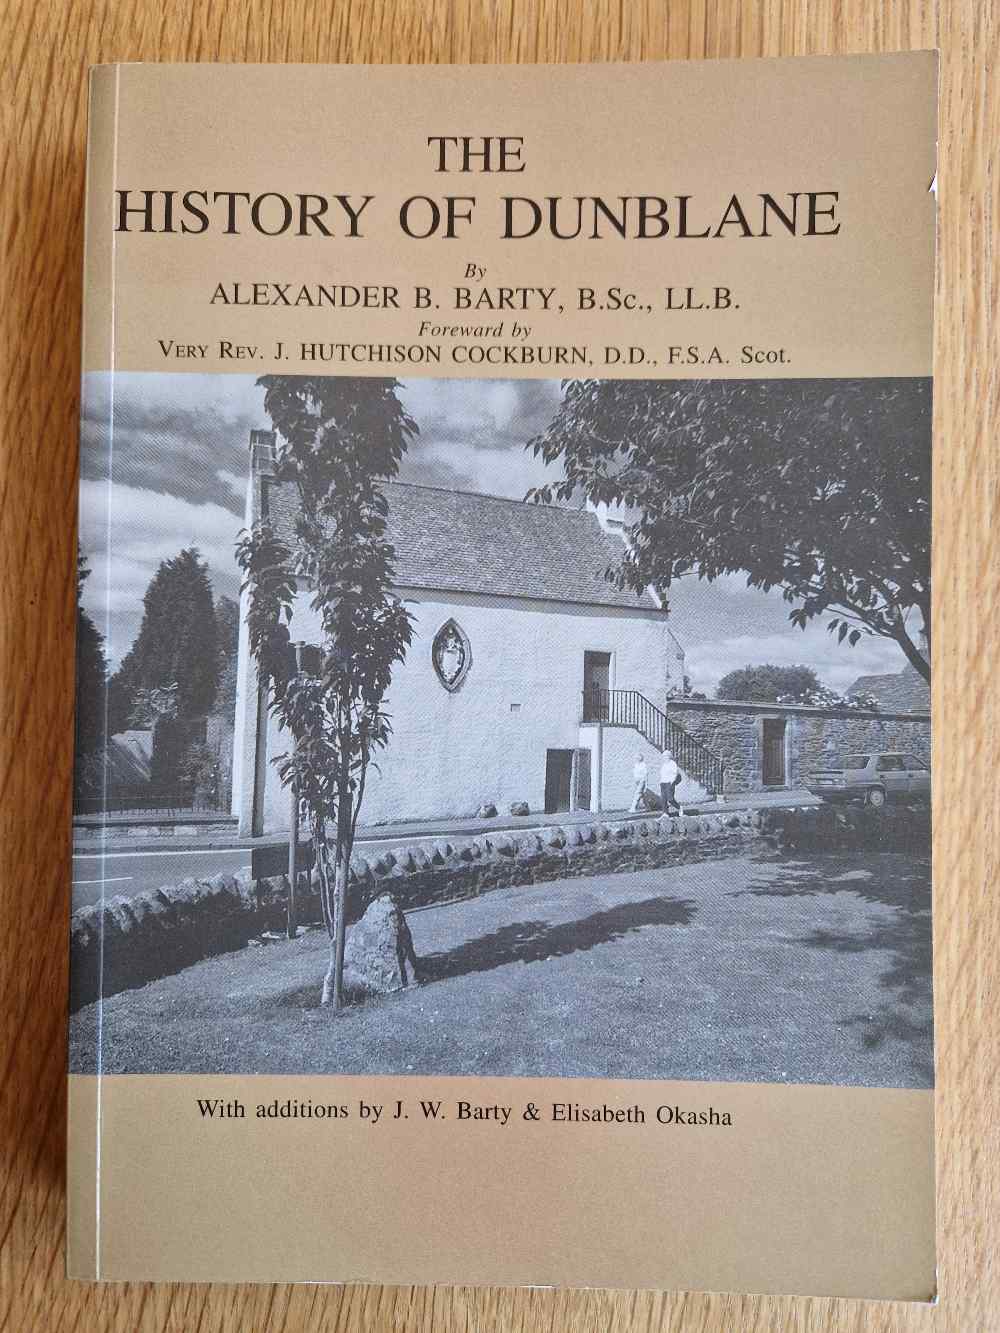 THE
HISTORY OF DUNBLANE
By
ALEXANDER B. BARTY, B.Sc., LL.B.
Foreward by
VERY REV. J. HUTCHISON COCKBURN, D.D., F.S.A. Scot.
With additions by J. W. Barty & Elisabeth Okasha